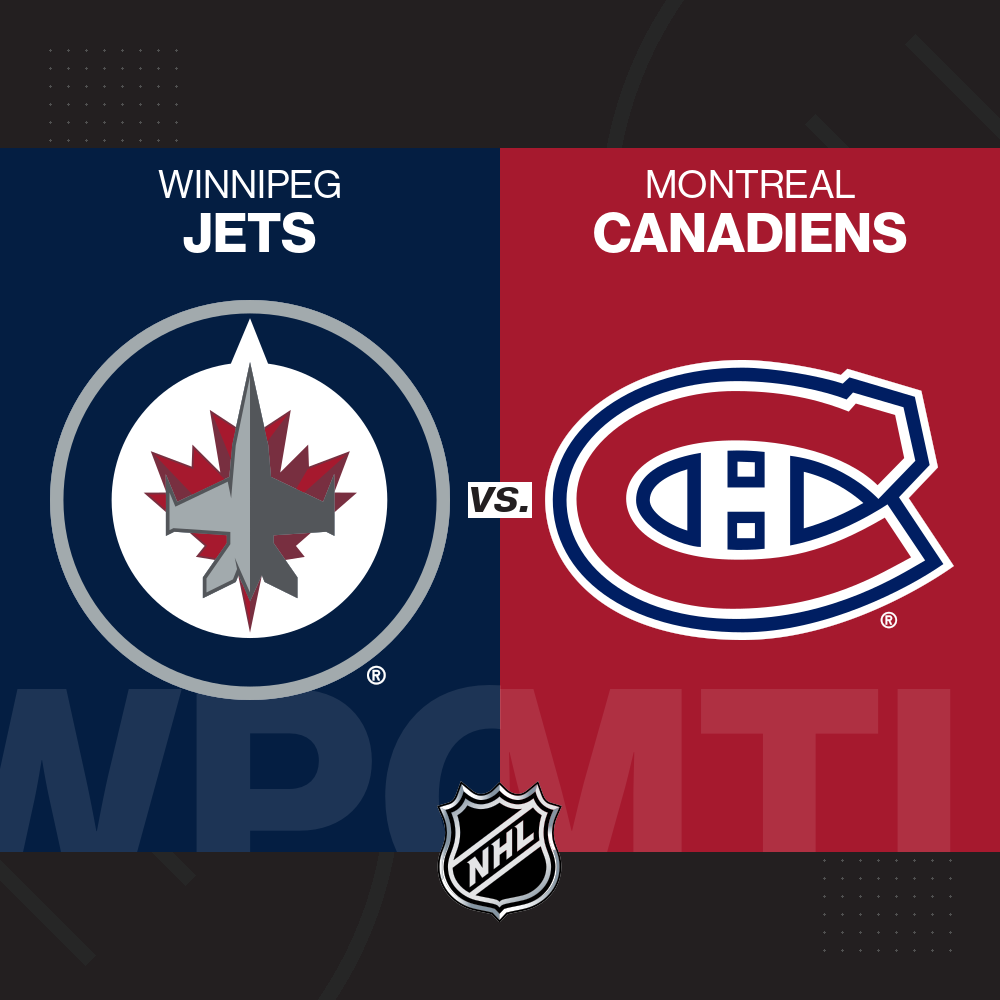 WINNIPEG
JETS
MONTREAL
CANADIENS
VS.
®
®
WPG
MTL
NHL